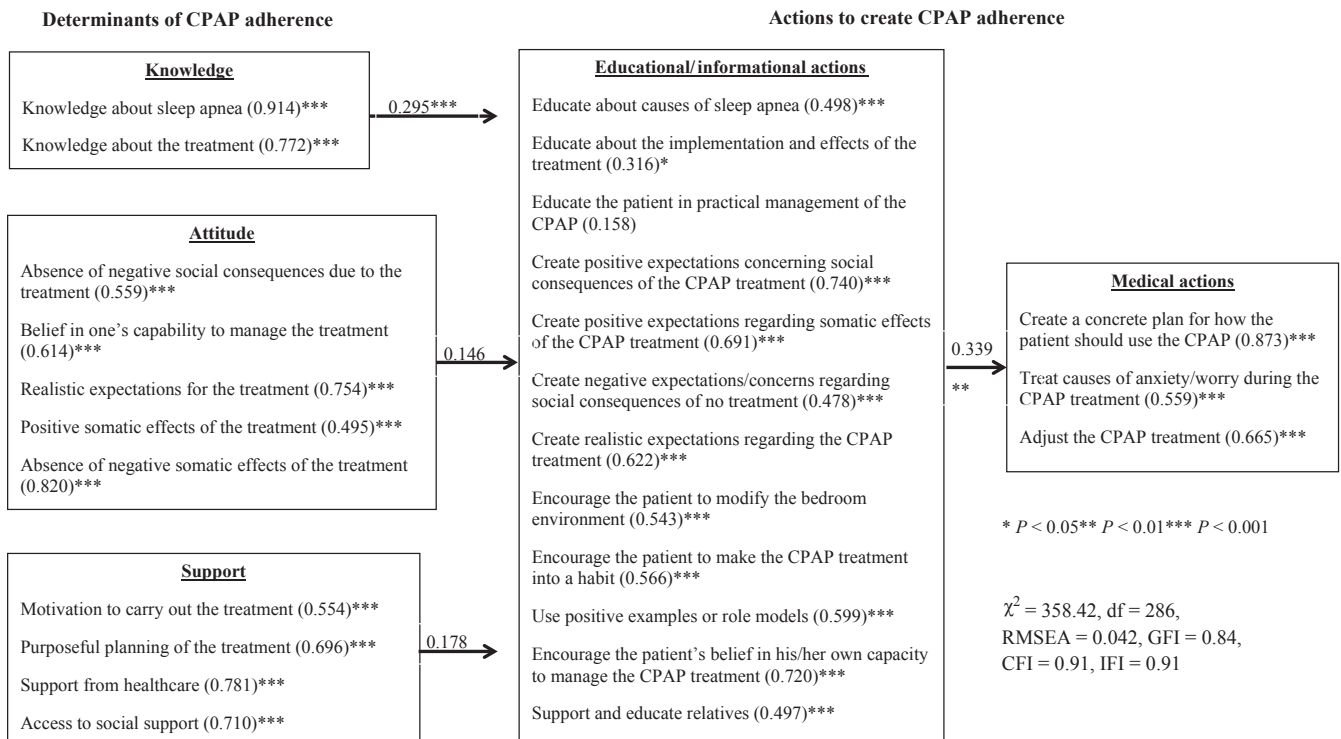 Determinants of CPAP adherence
Actions to create CPAP adherence
Knowledge
Knowledge about sleep apnea (0.914)***
Knowledge about the treatment (0.772)***
0.295***
Attitude
Absence of negative social consequences due to the
treatment (0.559)***
Belief in one's capability to manage the treatment
(0.614)***
Realistic expectations for the treatment (0.754)***
Positive somatic effects of the treatment (0.495)***
Absence of negative somatic effects of the treatment
(0.820)***
0.146
Support
Motivation to carry out the treatment (0.554)***
Purposeful planning of the treatment (0.696)***
Support from healthcare (0.781)***
Access to social support (0.710)***
0.178
Educational/informational actions
Educate about causes of sleep apnea (0.498)***
Educate about the implementation and effects of the
treatment (0.316)*
Educate the patient in practical management of the
CPAP (0.158)
Create positive expectations concerning social
consequences of the CPAP treatment (0.740)***
Create positive expectations regarding somatic effects
of the CPAP treatment (0.691)***
Create negative expectations/concerns regarding
social consequences of no treatment (0.478)***
Create realistic expectations regarding the CPAP
treatment (0.622)***
Encourage the patient to modify the bedroom
environment (0.543)***
Encourage the patient to make the CPAP treatment
into a habit (0.566)***
Use positive examples or role models (0.599)***
Encourage the patient's belief in his/her own capacity
to manage the CPAP treatment (0.720)***
Support and educate relatives (0.497)***
0.339
**
Medical actions
Create a concrete plan for how the
patient should use the CPAP (0.873)***
Treat causes of anxiety/worry during the
CPAP treatment (0.559)***
Adjust the CPAP treatment (0.665)***
* P < 0.05** P < 0.01*** P < 0.001
χ² = 358.42, df = 286,
RMSEA = 0.042, GFI = 0.84,
CFI = 0.91, IFI = 0.91